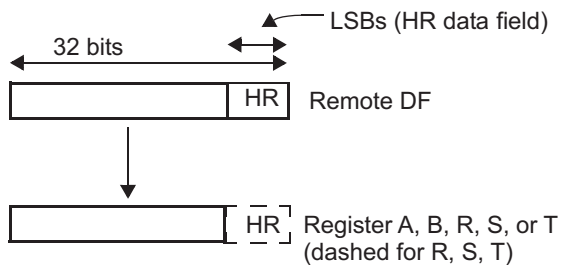 LSBs (HR data field)
32 bits
HR
Remote DF
HR
Register A, B, R, S, or T
(dashed for R, S, T)